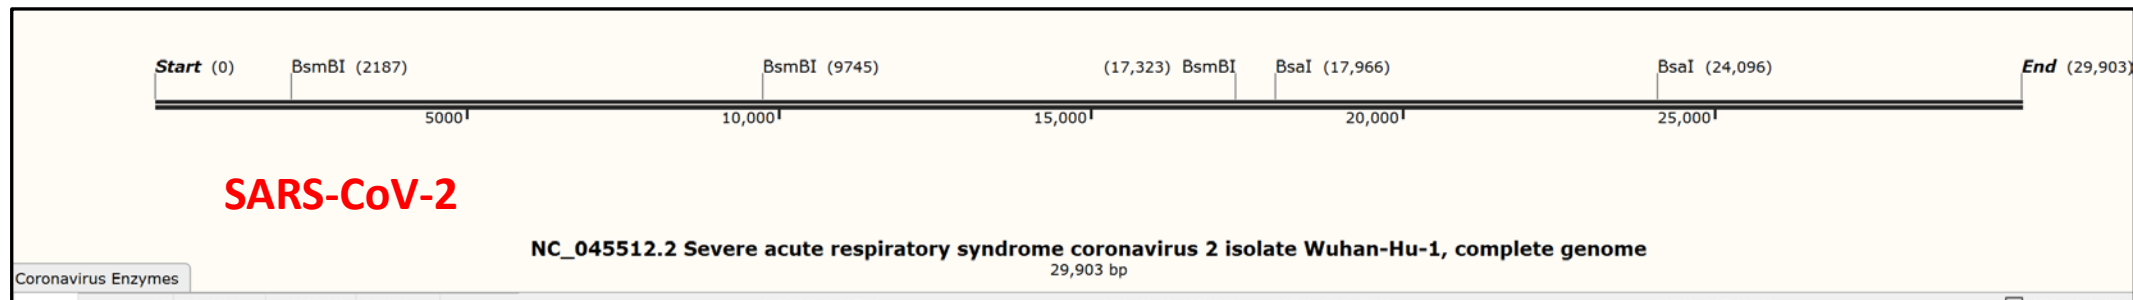 Start (0) BsmBI (2187) BsmBI (9745) (17,323) BsmBI BsaI (17,966) BsaI (24,096) End (29,903)
5000 10,000 15,000 20,000 25,000
SARS-CoV-2
NC_045512.2 Severe acute respiratory syndrome coronavirus 2 isolate Wuhan-Hu-1, complete genome
29,903 bp
Coronavirus Enzymes